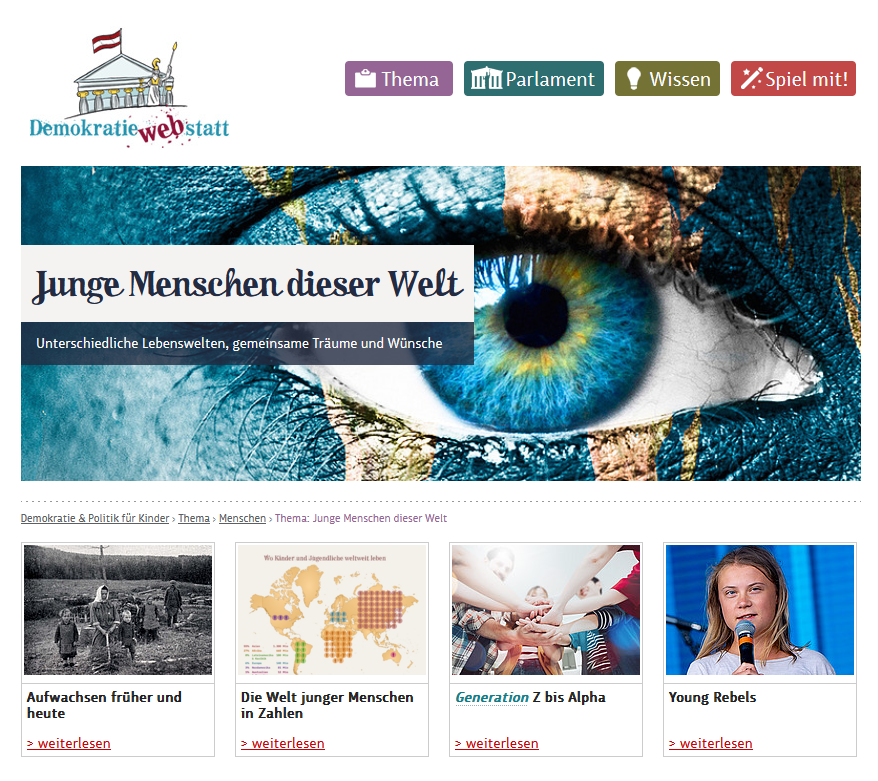 Demokratiewebstatt
Thema
Parlament
Wissen
Spiel mit!
Junge Menschen dieser Welt
Unterschiedliche Lebenswelten, gemeinsame Träume und Wünsche
Demokratie & Politik für Kinder › Thema › Menschen › Thema: Junge Menschen dieser Welt
Wo Kinder und Jugendliche weltweit leben
Aufwachsen früher und
heute
> weiterlesen
Die Welt junger Menschen
in Zahlen
> weiterlesen
Generation Z bis Alpha
> weiterlesen
Young Rebels
> weiterlesen